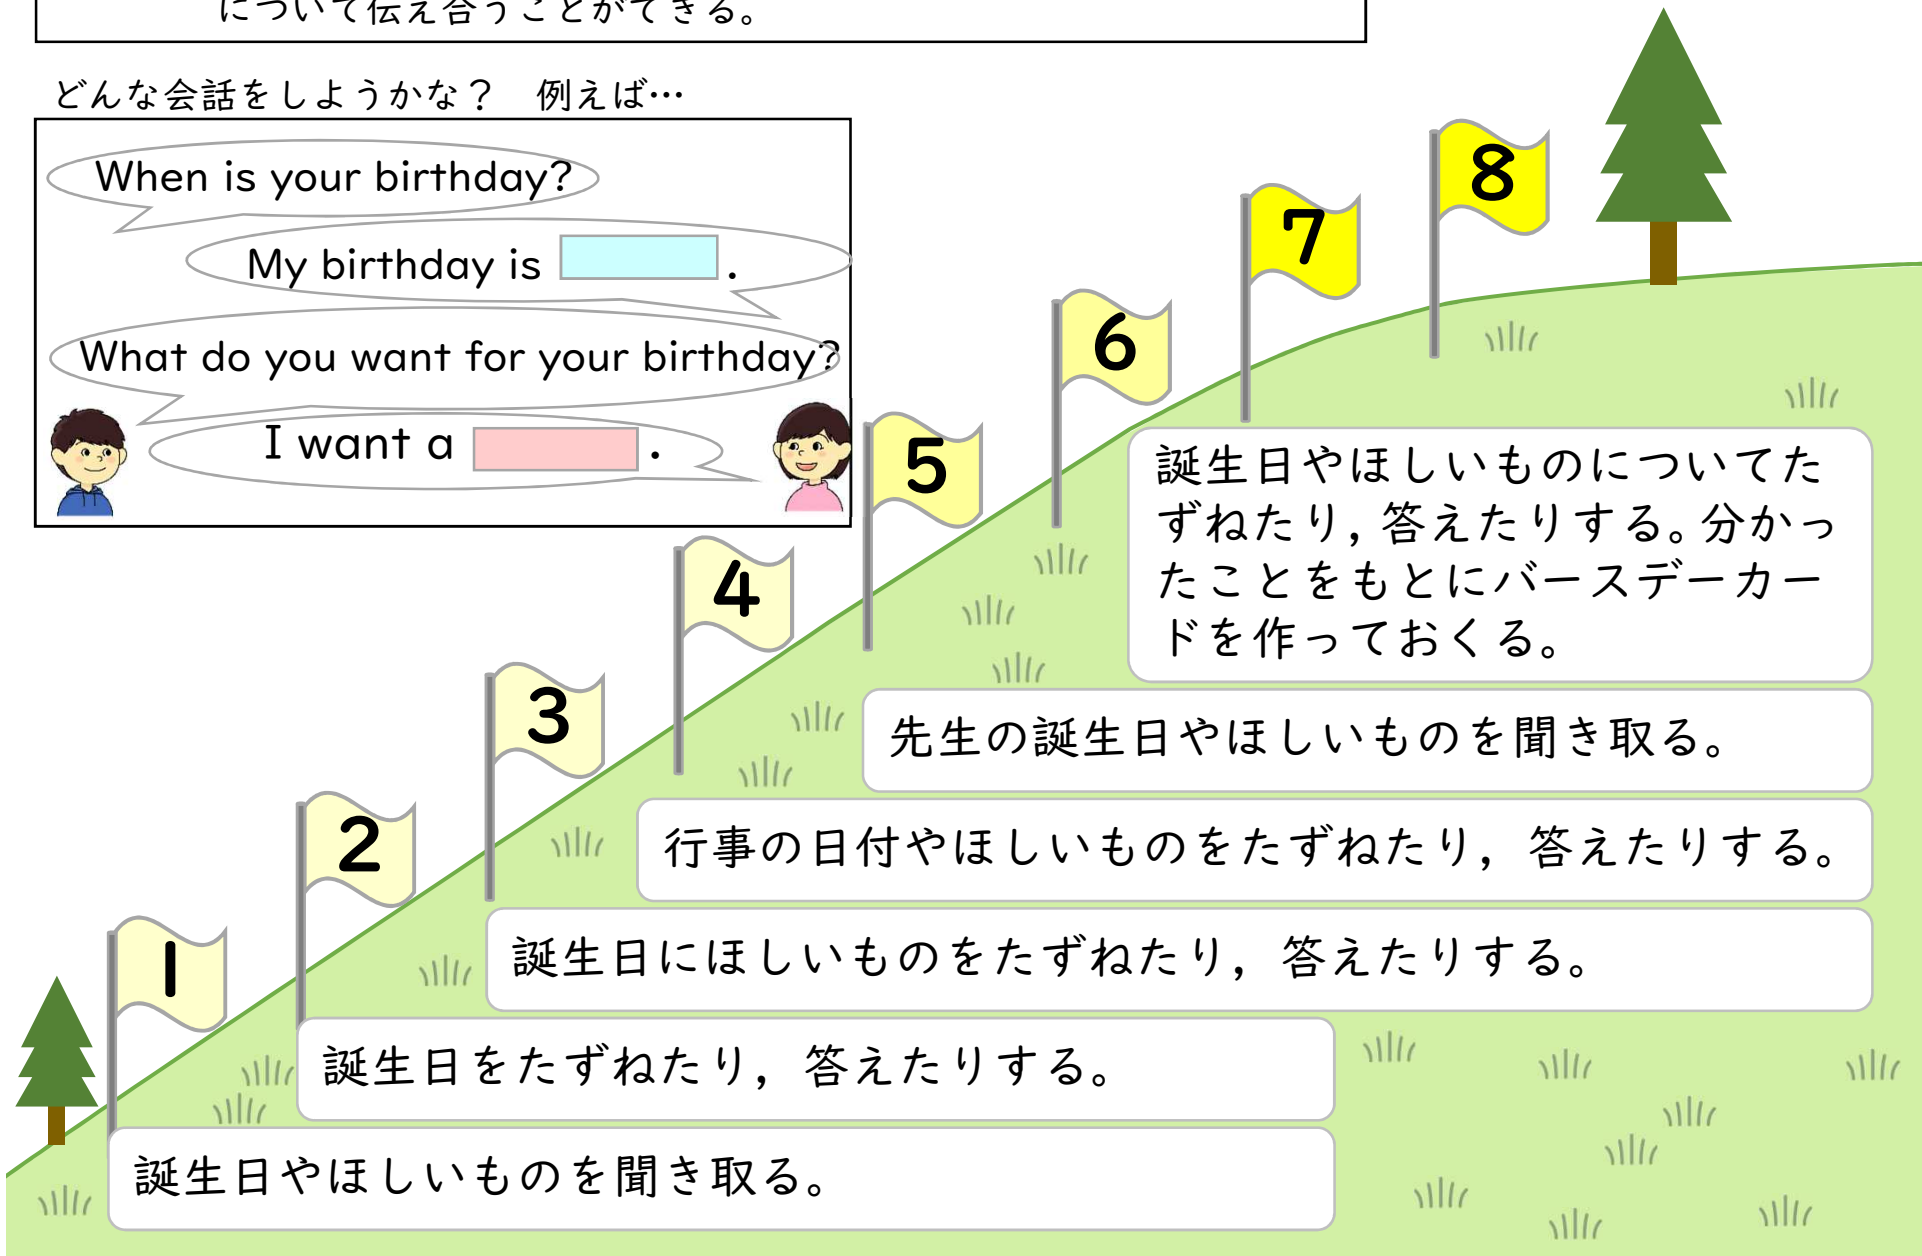 について伝え合うことができる。
どんな会話をしようかな？　例えば…
When is your birthday?
My birthday is .
What do you want for your birthday?
I want a .
8
7
6
5
4
3
2
1
誕生日やほしいものについてた
ずねたり，答えたりする。分かっ
たことをもとにバースデーカー
ドを作っておくる。
先生の誕生日やほしいものを聞き取る。
行事の日付やほしいものをたずねたり，答えたりする。
誕生日にほしいものをたずねたり，答えたりする。
誕生日をたずねたり，答えたりする。
誕生日やほしいものを聞き取る。